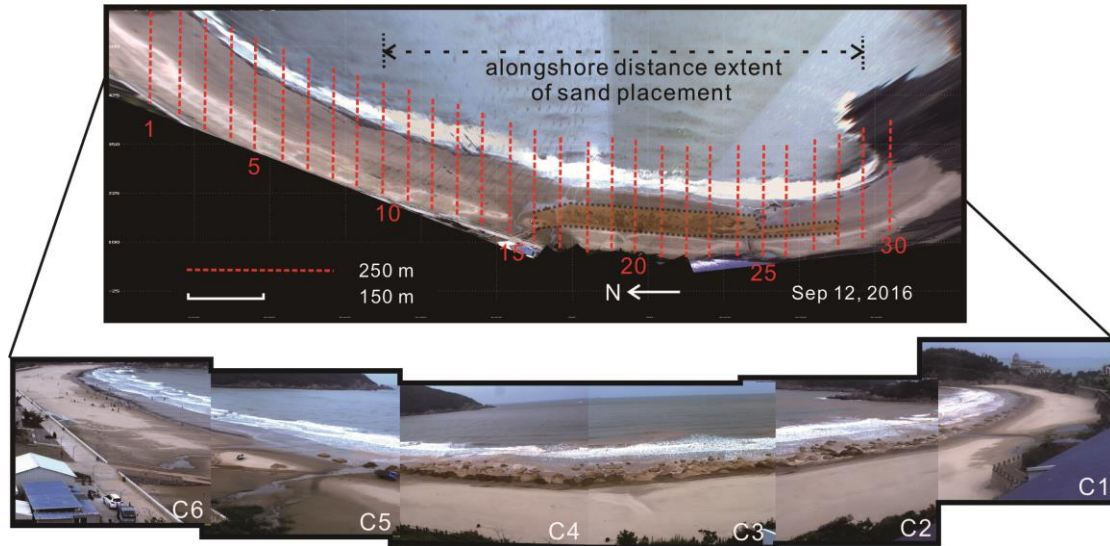 alongshore distance extent
of sand placement
1
5
10
15
20
25
30
250 m
150 m
N
Sep 12, 2016
C6
C5
C4
C3
C2
C1